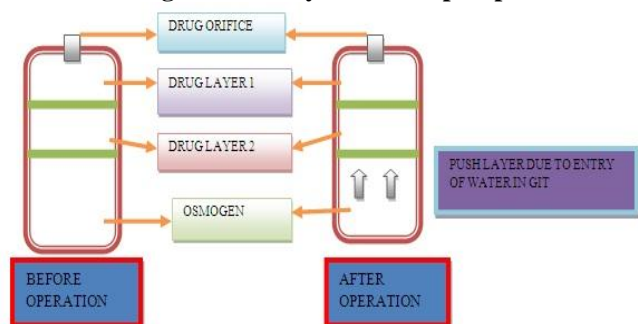 DRUG ORIFICE
DRUG LAYER 1
DRUG LAYER 2
PUSH LAYER DUE TO ENTRY
OF WATER IN GIT
OSMOGEN
BEFORE
OPERATION
AFTER
OPERATION